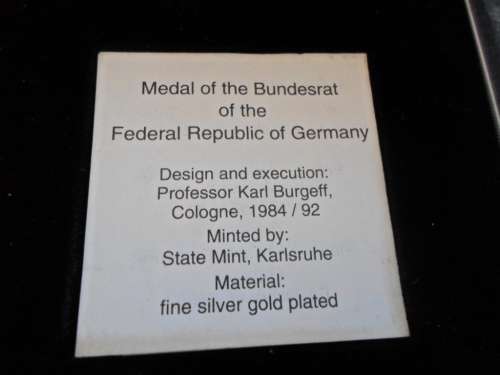 Medal of the Bundesrat
of the
Federal Republic of Germany
Design and execution:
Professor Karl Burgeff,
Cologne, 1984 / 92
Minted by:
State Mint, Karlsruhe
Material:
fine silver gold plated